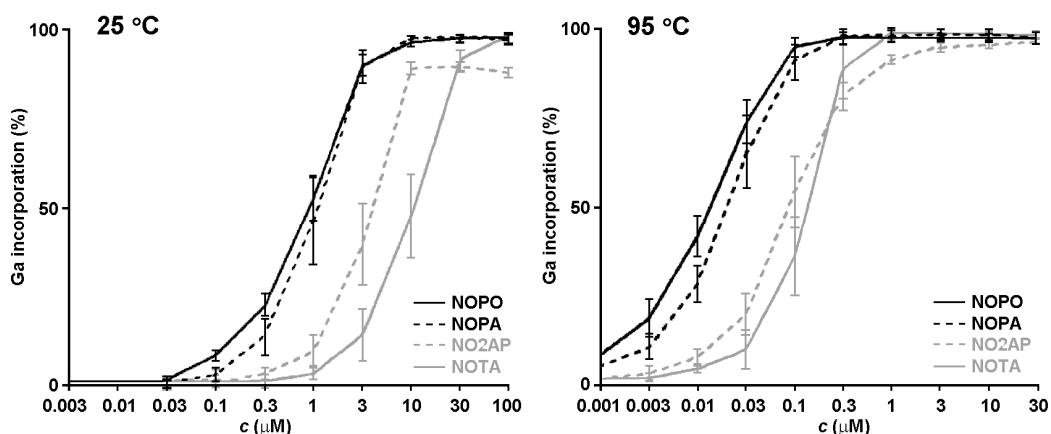 25 °C
Ga incorporation (%)
100
50
0
0.003 0.01 0.03 0.1 0.3 1 3 10 30 100
c (μM)
NOPO
NOPA
NO2AP
NOTA
95 °C
Ga incorporation (%)
100
50
0
0.001 0.003 0.01 0.03 0.1 0.3 1 3 10 30
c (μM)
NOPO
NOPA
NO2AP
NOTA